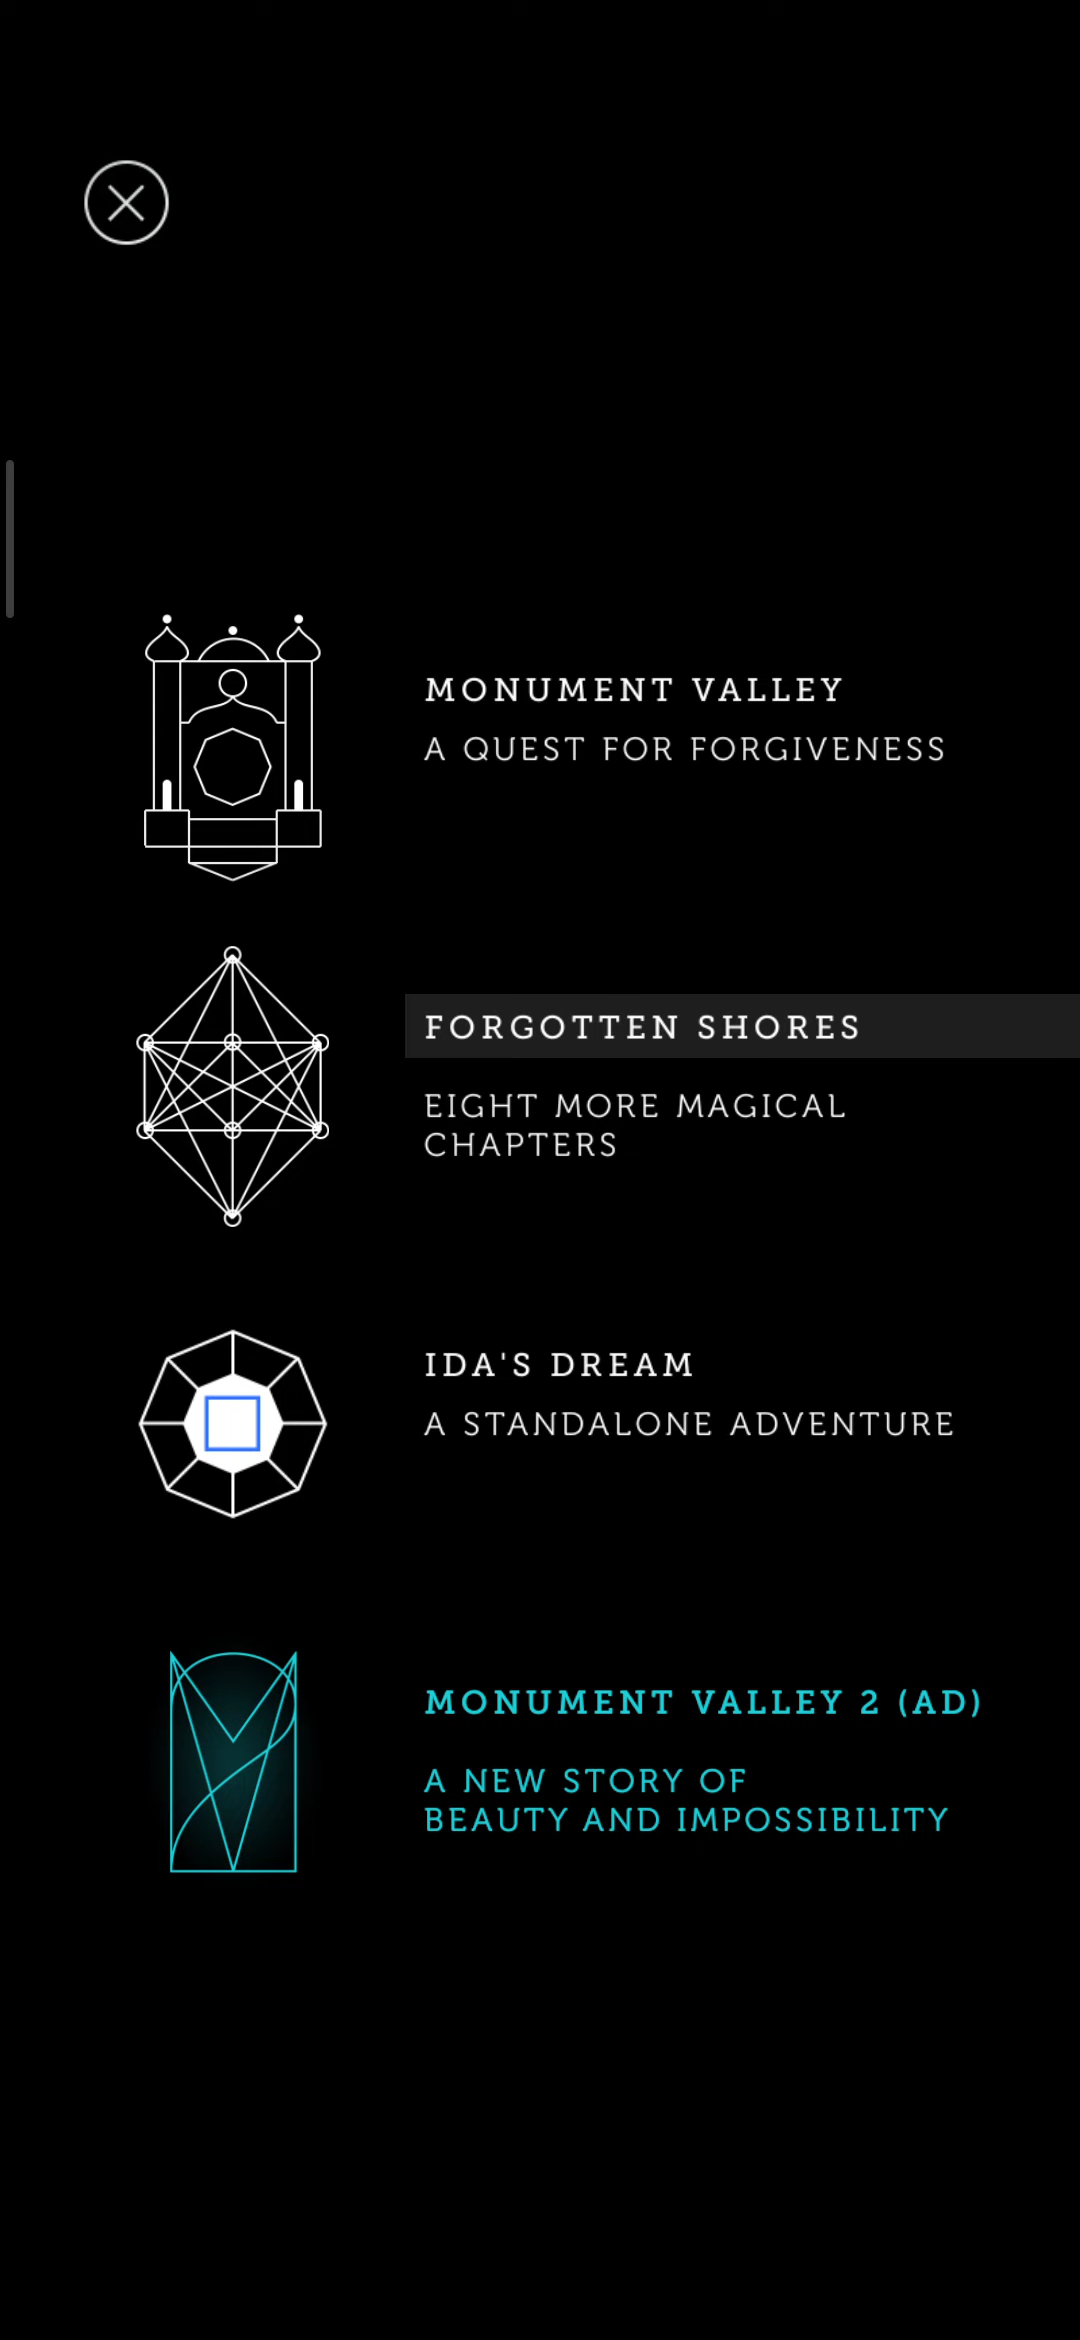 MONUMENT VALLEY
A QUEST FOR FORGIVENESS
FORGOTTEN SHORES
EIGHT MORE MAGICAL
CHAPTERS
IDA'S DREAM
A STANDALONE ADVENTURE
MONUMENT VALLEY 2 (AD)
A NEW STORY OF
BEAUTY AND IMPOSSIBILITY